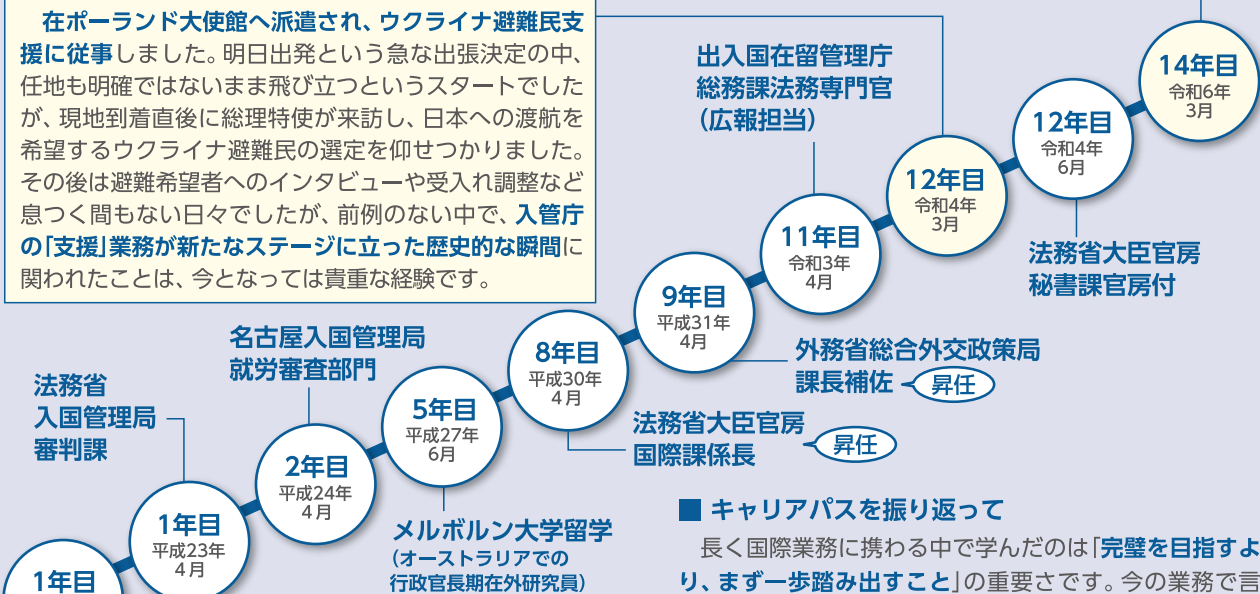 在ポーランド大使館へ派遣され、ウクライナ避難民支
援に従事しました。明日出発という急な出張決定の中、
任地も明確ではないまま飛び立つというスタートでした
が、現地到着直後に総理特使が来訪し、日本への渡航を
希望するウクライナ避難民の選定を仰せつかりました。
その後は避難希望者へのインタビューや受入れ調整など
息つく間もない日々でしたが、前例のない中で、入管庁
の「支援」業務が新たなステージに立った歴史的な瞬間に
関われたことは、今となっては貴重な経験です。
1年目
法務省
入国管理局
審判課
1年目
平成23年
4月
名古屋入国管理局
就労審査部門
2年目
平成24年
4月
5年目
平成27年
6月
メルボルン大学留学
(オーストラリアでの
行政官長期在外研究員)
8年目
平成30年
4月
法務省大臣官房
国際課係長
昇任
9年目
平成31年
4月
外務省総合外交政策局
課長補佐
昇任
出入国在留管理庁
総務課法務専門官
(広報担当)
11年目
令和3年
4月
12年目
令和4年
3月
12年目
令和4年
6月
法務省大臣官房
秘書課官房付
14年目
令和6年
3月
■ キャリアパスを振り返って
長く国際業務に携わる中で学んだのは「完璧を目指すよ
り、まず一歩踏み出すこと」の重要さです。今の業務で言